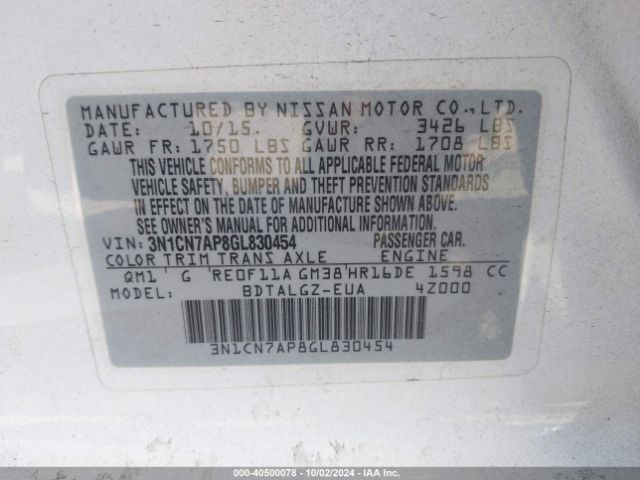 MANUFACTURED BY NISSAN MOTOR CO.,LTD.
DATE: 10/15. GVWR: 3426 LBS
GAWR FR: 1750 LBS GAWR RR: 1708 LBS
THIS VEHICLE CONFORMS TO ALL APPLICABLE FEDERAL MOTOR
VEHICLE SAFETY, BUMPER AND THEFT PREVENTION STANDARDS
IN EFFECT ON THE DATE OF MANUFACTURE SHOWN ABOVE.
SEE OWNER'S MANUAL FOR ADDITIONAL INFORMATION.
VIN: 3N1CN7AP8GL830454 PASSENGER CAR.
COLOR TRIM TRANS AXLE ENGINE
QM1 G RE0F11A GM38 HR16DE 1598 CC
MODEL: BDTALGZ-EUA 4Z000
3N1CN7AP8GL830454
000-40500078 - 10/02/2024 - IAA Inc.